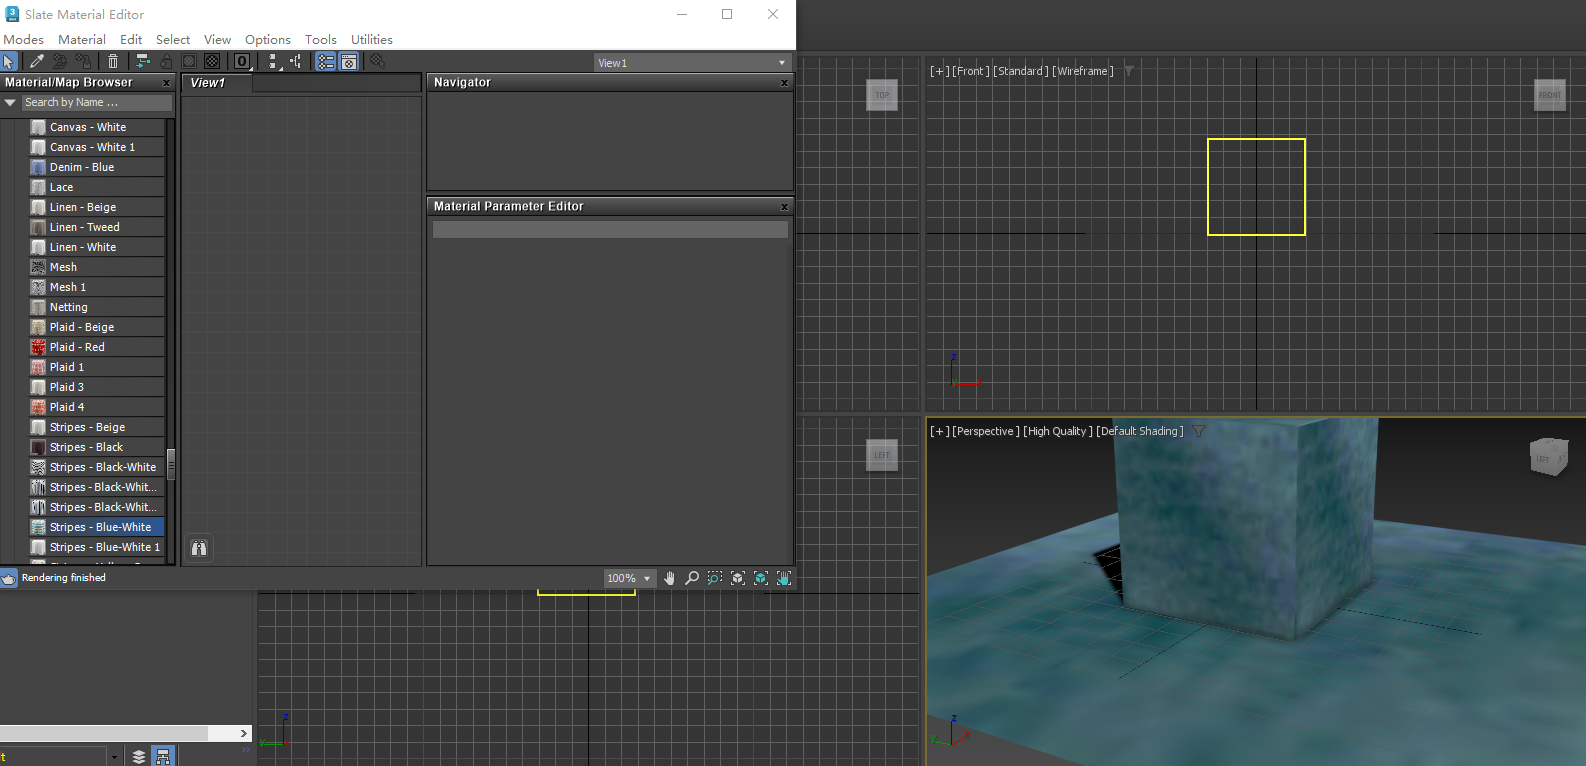 Slate Material Editor
Modes Material Edit Select View Options Tools Utilities
View1
Material/Map Browser x
Search by Name ...
Canvas - White
Canvas - White 1
Denim - Blue
Lace
Linen - Beige
Linen - Tweed
Linen - White
Mesh
Mesh 1
Netting
Plaid - Beige
Plaid - Red
Plaid 1
Plaid 3
Plaid 4
Stripes - Beige
Stripes - Black
Stripes - Black-White
Stripes - Black-Whit...
Stripes - Black-Whit...
Stripes - Blue-White
Stripes - Blue-White 1
Rendering finished
View1
Navigator x
Material Parameter Editor x
100%
TOP
[+] [Front] [Standard] [Wireframe]
FRONT
z
x
y
LEFT
z
y
[+] [Perspective] [High Quality] [Default Shading]
LEFT
z
y
x